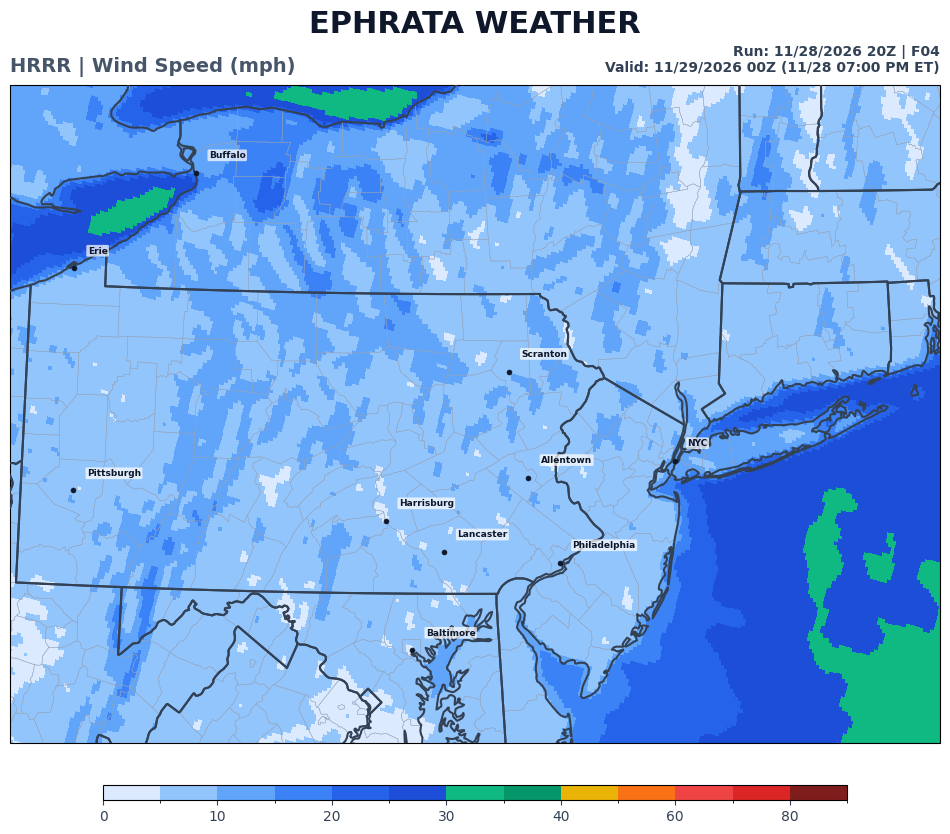 EPHRATA WEATHER
HRRR | Wind Speed (mph)
Run: 11/28/2026 20Z | F04
Valid: 11/29/2026 00Z (11/28 07:00 PM ET)
Buffalo
Erie
Scranton
NYC
Allentown
Pittsburgh
Harrisburg
Lancaster
Philadelphia
Baltimore
0 10 20 30 40 50 60 70 80